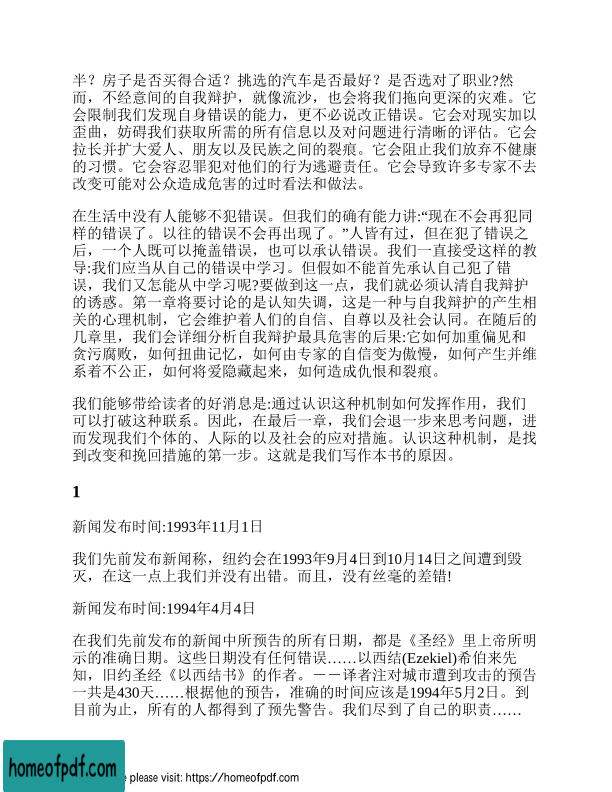 半？房子是否买得合适？挑选的汽车是否最好？是否选对了职业?然
而，不经意间的自我辩护，就像流沙，也会将我们拖向更深的灾难。它
会限制我们发现自身错误的能力，更不必说改正错误。它会对现实加以
歪曲，妨碍我们获取所需的所有信息以及对问题进行清晰的评估。它会
拉长并扩大爱人、朋友以及民族之间的裂痕。它会阻止我们放弃不健康
的习惯。它会容忍罪犯对他们的行为逃避责任。它会导致许多专家不去
改变可能对公众造成危害的过时看法和做法。
在生活中没有人能够不犯错误。但我们的确有能力讲:“现在不会再犯同
样的错误了。以往的错误不会再出现了。”人皆有过，但在犯了错误之
后，一个人既可以掩盖错误，也可以承认错误。我们一直接受这样的教
导:我们应当从自己的错误中学习。但假如不能首先承认自己犯了错
误，我们又怎能从中学习呢?要做到这一点，我们就必须认清自我辩护
的诱惑。第一章将要讨论的是认知失调，这是一种与自我辩护的产生相
关的心理机制，它会维护着人们的自信、自尊以及社会认同。在随后的
几章里，我们会详细分析自我辩护最具危害的后果:它如何加重偏见和
贪污腐败，如何扭曲记忆，如何由专家的自信变为傲慢，如何产生并维
系着不公正，如何将爱隐藏起来，如何造成仇恨和裂痕。
我们能够带给读者的好消息是:通过认识这种机制如何发挥作用，我们
可以打破这种联系。因此，在最后一章，我们会退一步来思考问题，进
而发现我们个体的、人际的以及社会的应对措施。认识这种机制，是找
到改变和挽回措施的第一步。这就是我们写作本书的原因。
1
新闻发布时间:1993年11月1日
我们先前发布新闻称，纽约会在1993年9月4日到10月14日之间遭到毁
灭，在这一点上我们并没有出错。而且，没有丝毫的差错!
新闻发布时间:1994年4月4日
在我们先前发布的新闻中所预告的所有日期，都是《圣经》里上帝所明
示的准确日期。这些日期没有任何错误……以西结(Ezekiel)希伯来先
知，旧约圣经《以西结书》的作者。－－译者注对城市遭到攻击的预告
一共是430天……根据他的预告，准确的时间应该是1994年5月2日。到
目前为止，所有的人都得到了预先警告。我们尽到了自己的职责……
homeofpdf.com
please visit: https://homeofpdf.com